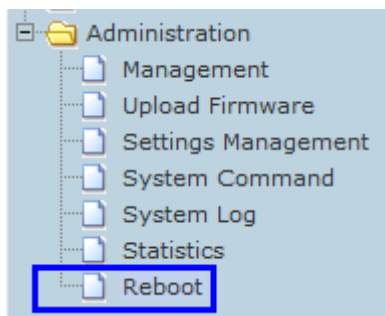 Administration
Management
Upload Firmware
Settings Management
System Command
System Log
Statistics
Reboot